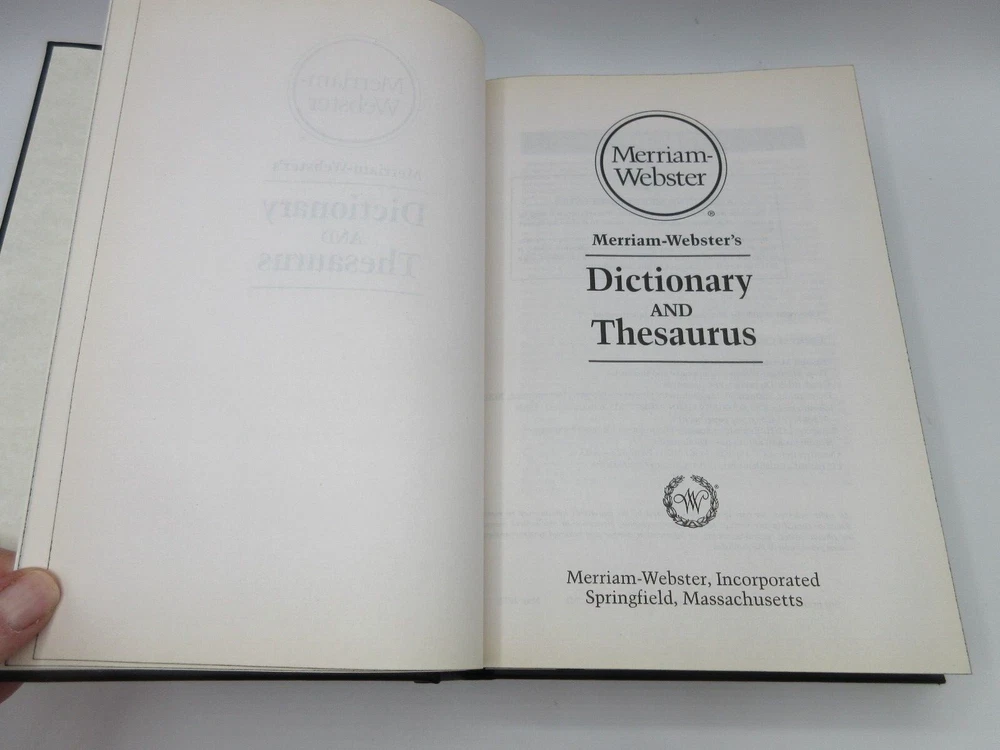 Merriam-
Webster
®
Merriam-Webster's
Dictionary
AND
Thesaurus
W
®
Merriam-Webster, Incorporated
Springfield, Massachusetts